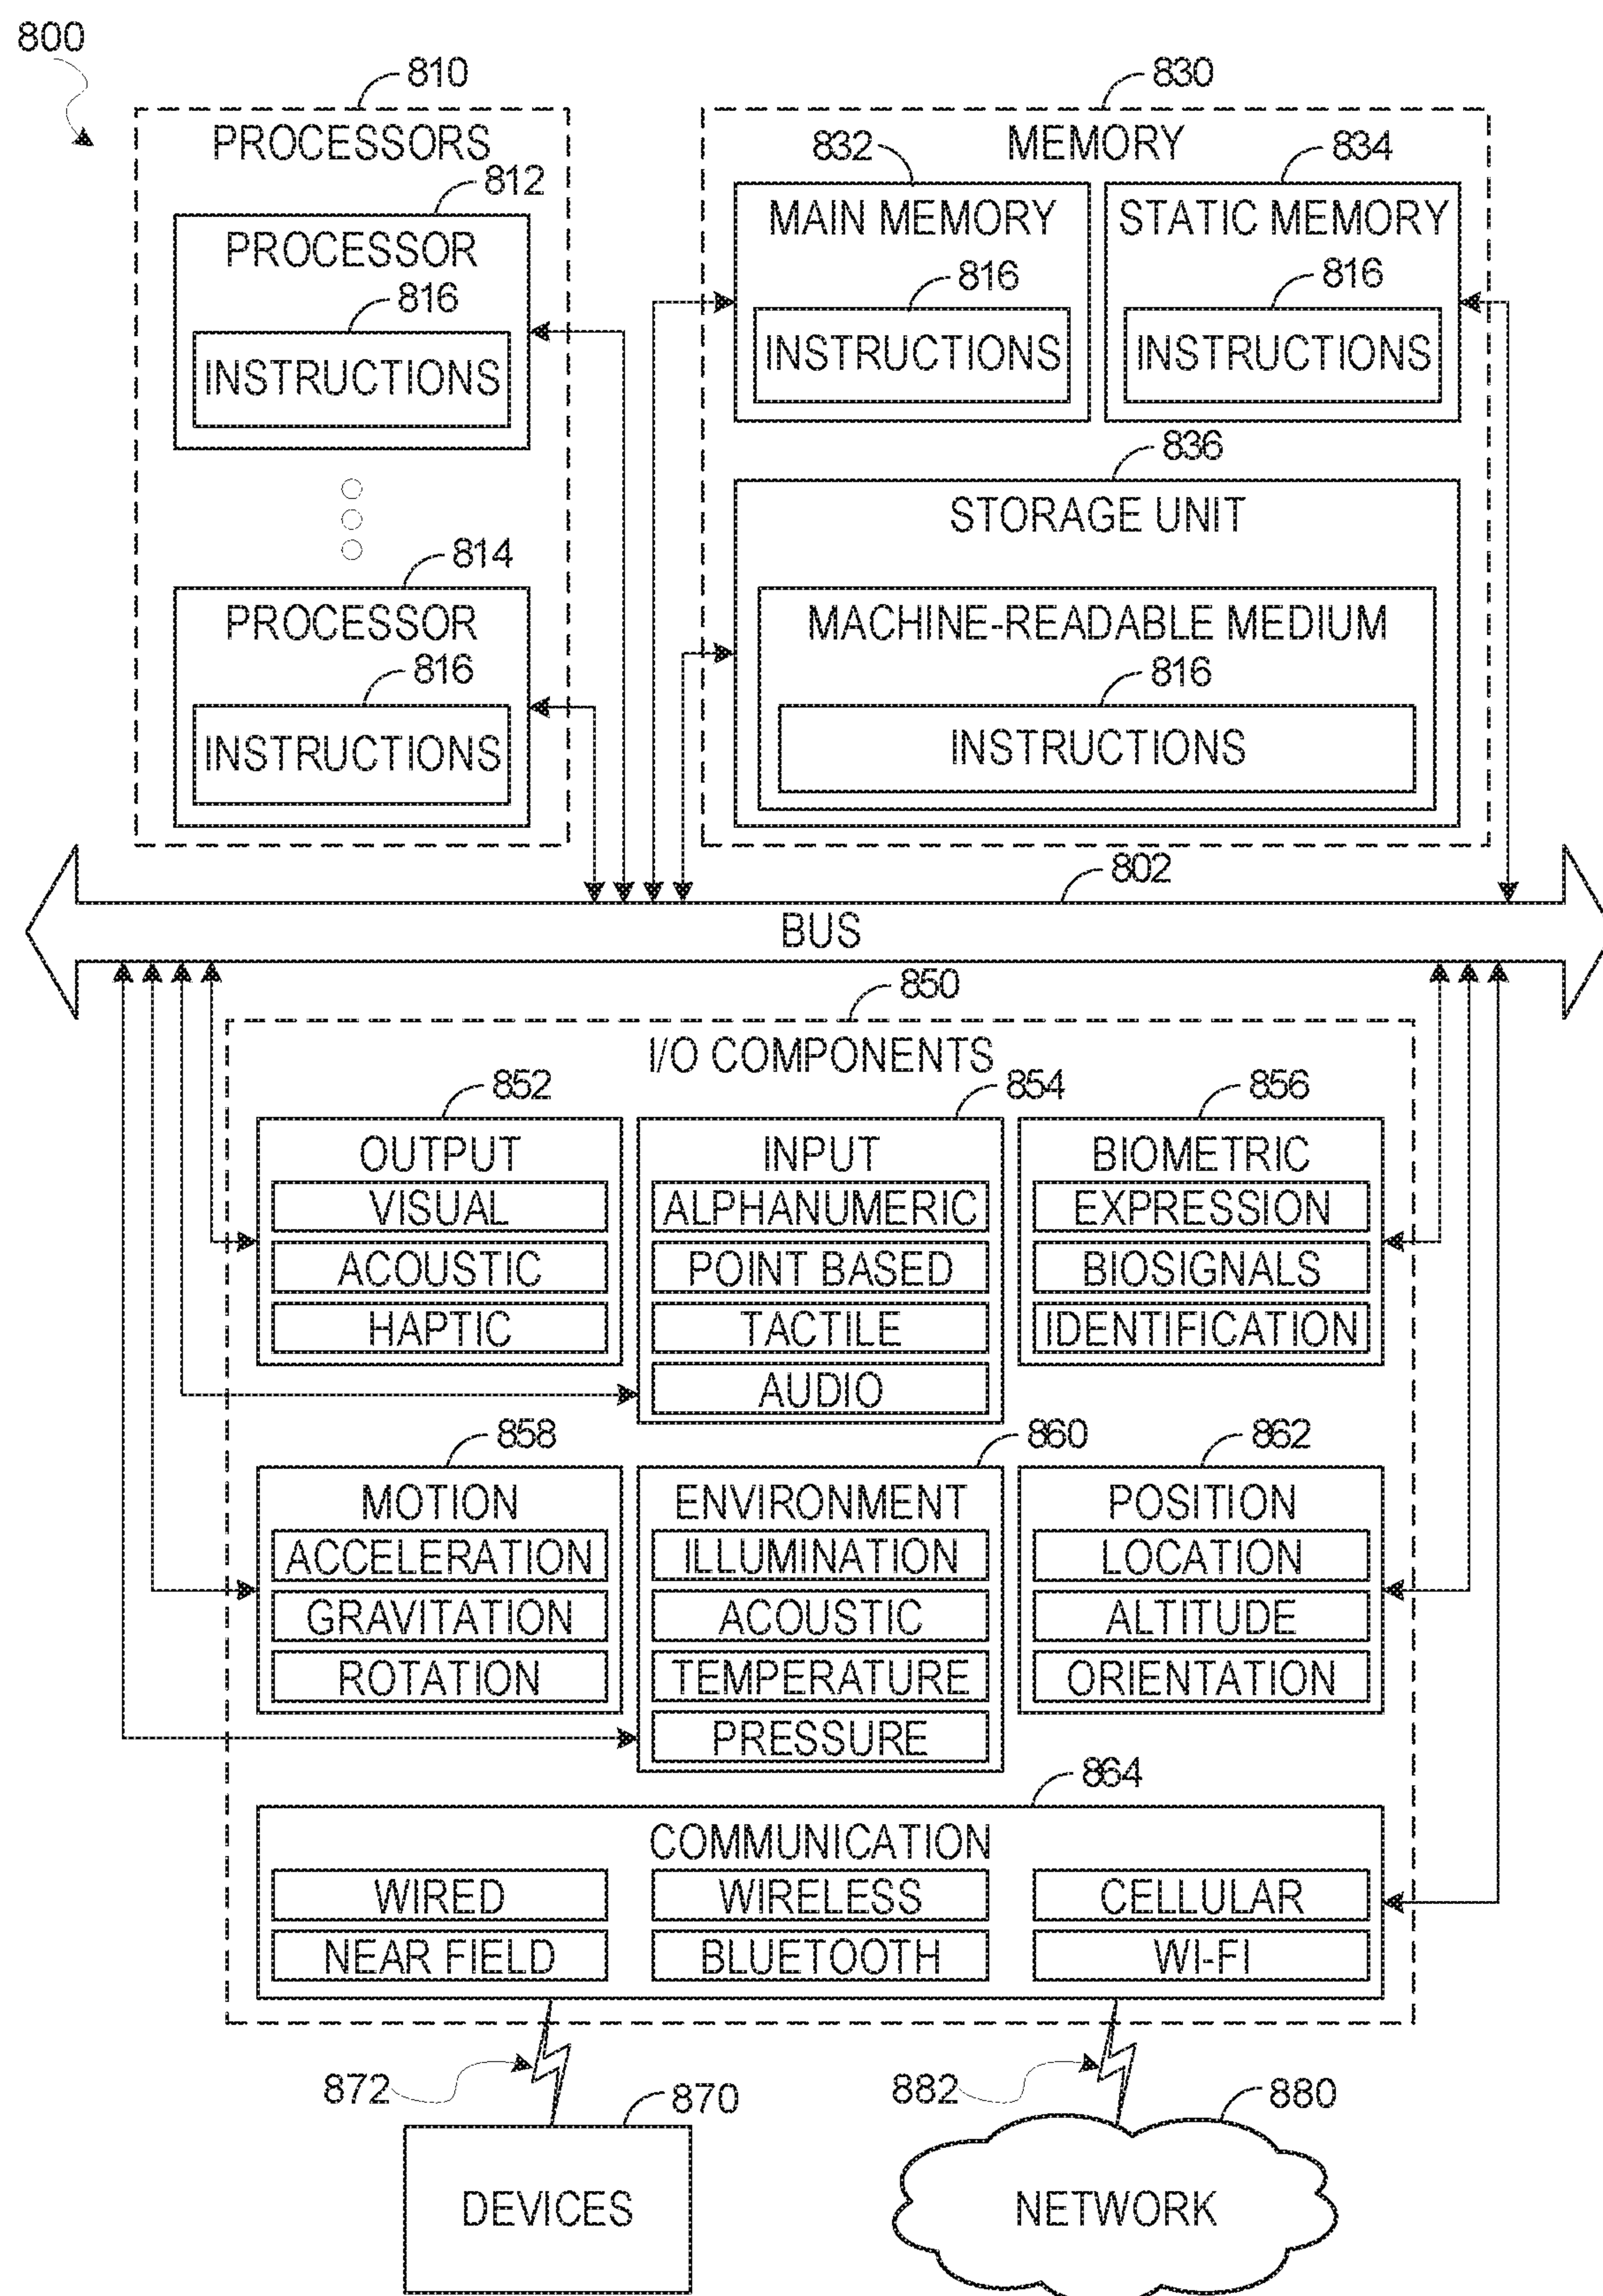 800
810
830
PROCESSORS
MEMORY
812
832
834
PROCESSOR
MAIN MEMORY
STATIC MEMORY
816
816
816
INSTRUCTIONS
INSTRUCTIONS
INSTRUCTIONS
836
STORAGE UNIT
814
PROCESSOR
MACHINE-READABLE MEDIUM
816
816
INSTRUCTIONS
INSTRUCTIONS
802
BUS
850
I/O COMPONENTS
852
854
856
OUTPUT
VISUAL
ACOUSTIC
HAPTIC
INPUT
ALPHANUMERIC
POINT BASED
TACTILE
AUDIO
BIOMETRIC
EXPRESSION
BIOSIGNALS
IDENTIFICATION
858
860
862
MOTION
ACCELERATION
GRAVITATION
ROTATION
ENVIRONMENT
ILLUMINATION
ACOUSTIC
TEMPERATURE
PRESSURE
POSITION
LOCATION
ALTITUDE
ORIENTATION
864
COMMUNICATION
WIRED
WIRELESS
CELLULAR
NEAR FIELD
BLUETOOTH
WI-FI
872
870
882
880
DEVICES
NETWORK